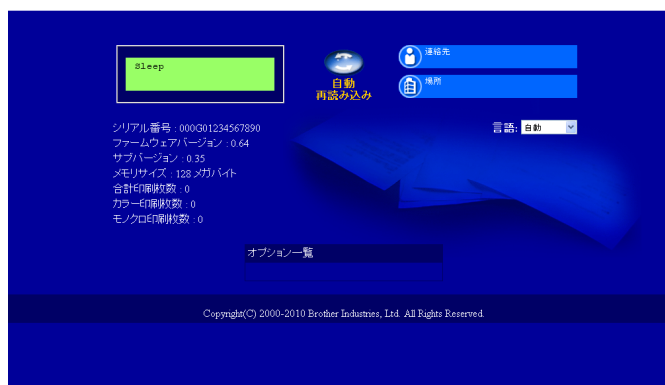 Sleep
自動
再読み込み
連絡先
場所
シリアル番号 : 000G01234567890
ファームウェアバージョン : 0.64
サブバージョン : 0.35
メモリサイズ : 128 メガバイト
合計印刷枚数 : 0
カラー印刷枚数 : 0
モノクロ印刷枚数 : 0
言語: 自動
オプション一覧
Copyright(C) 2000-2010 Brother Industries, Ltd. All Rights Reserved.